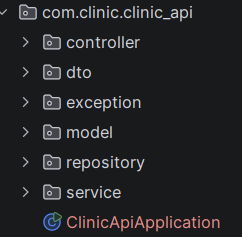 com.clinic.clinic_api
controller
dto
exception
model
repository
service
ClinicApiApplication